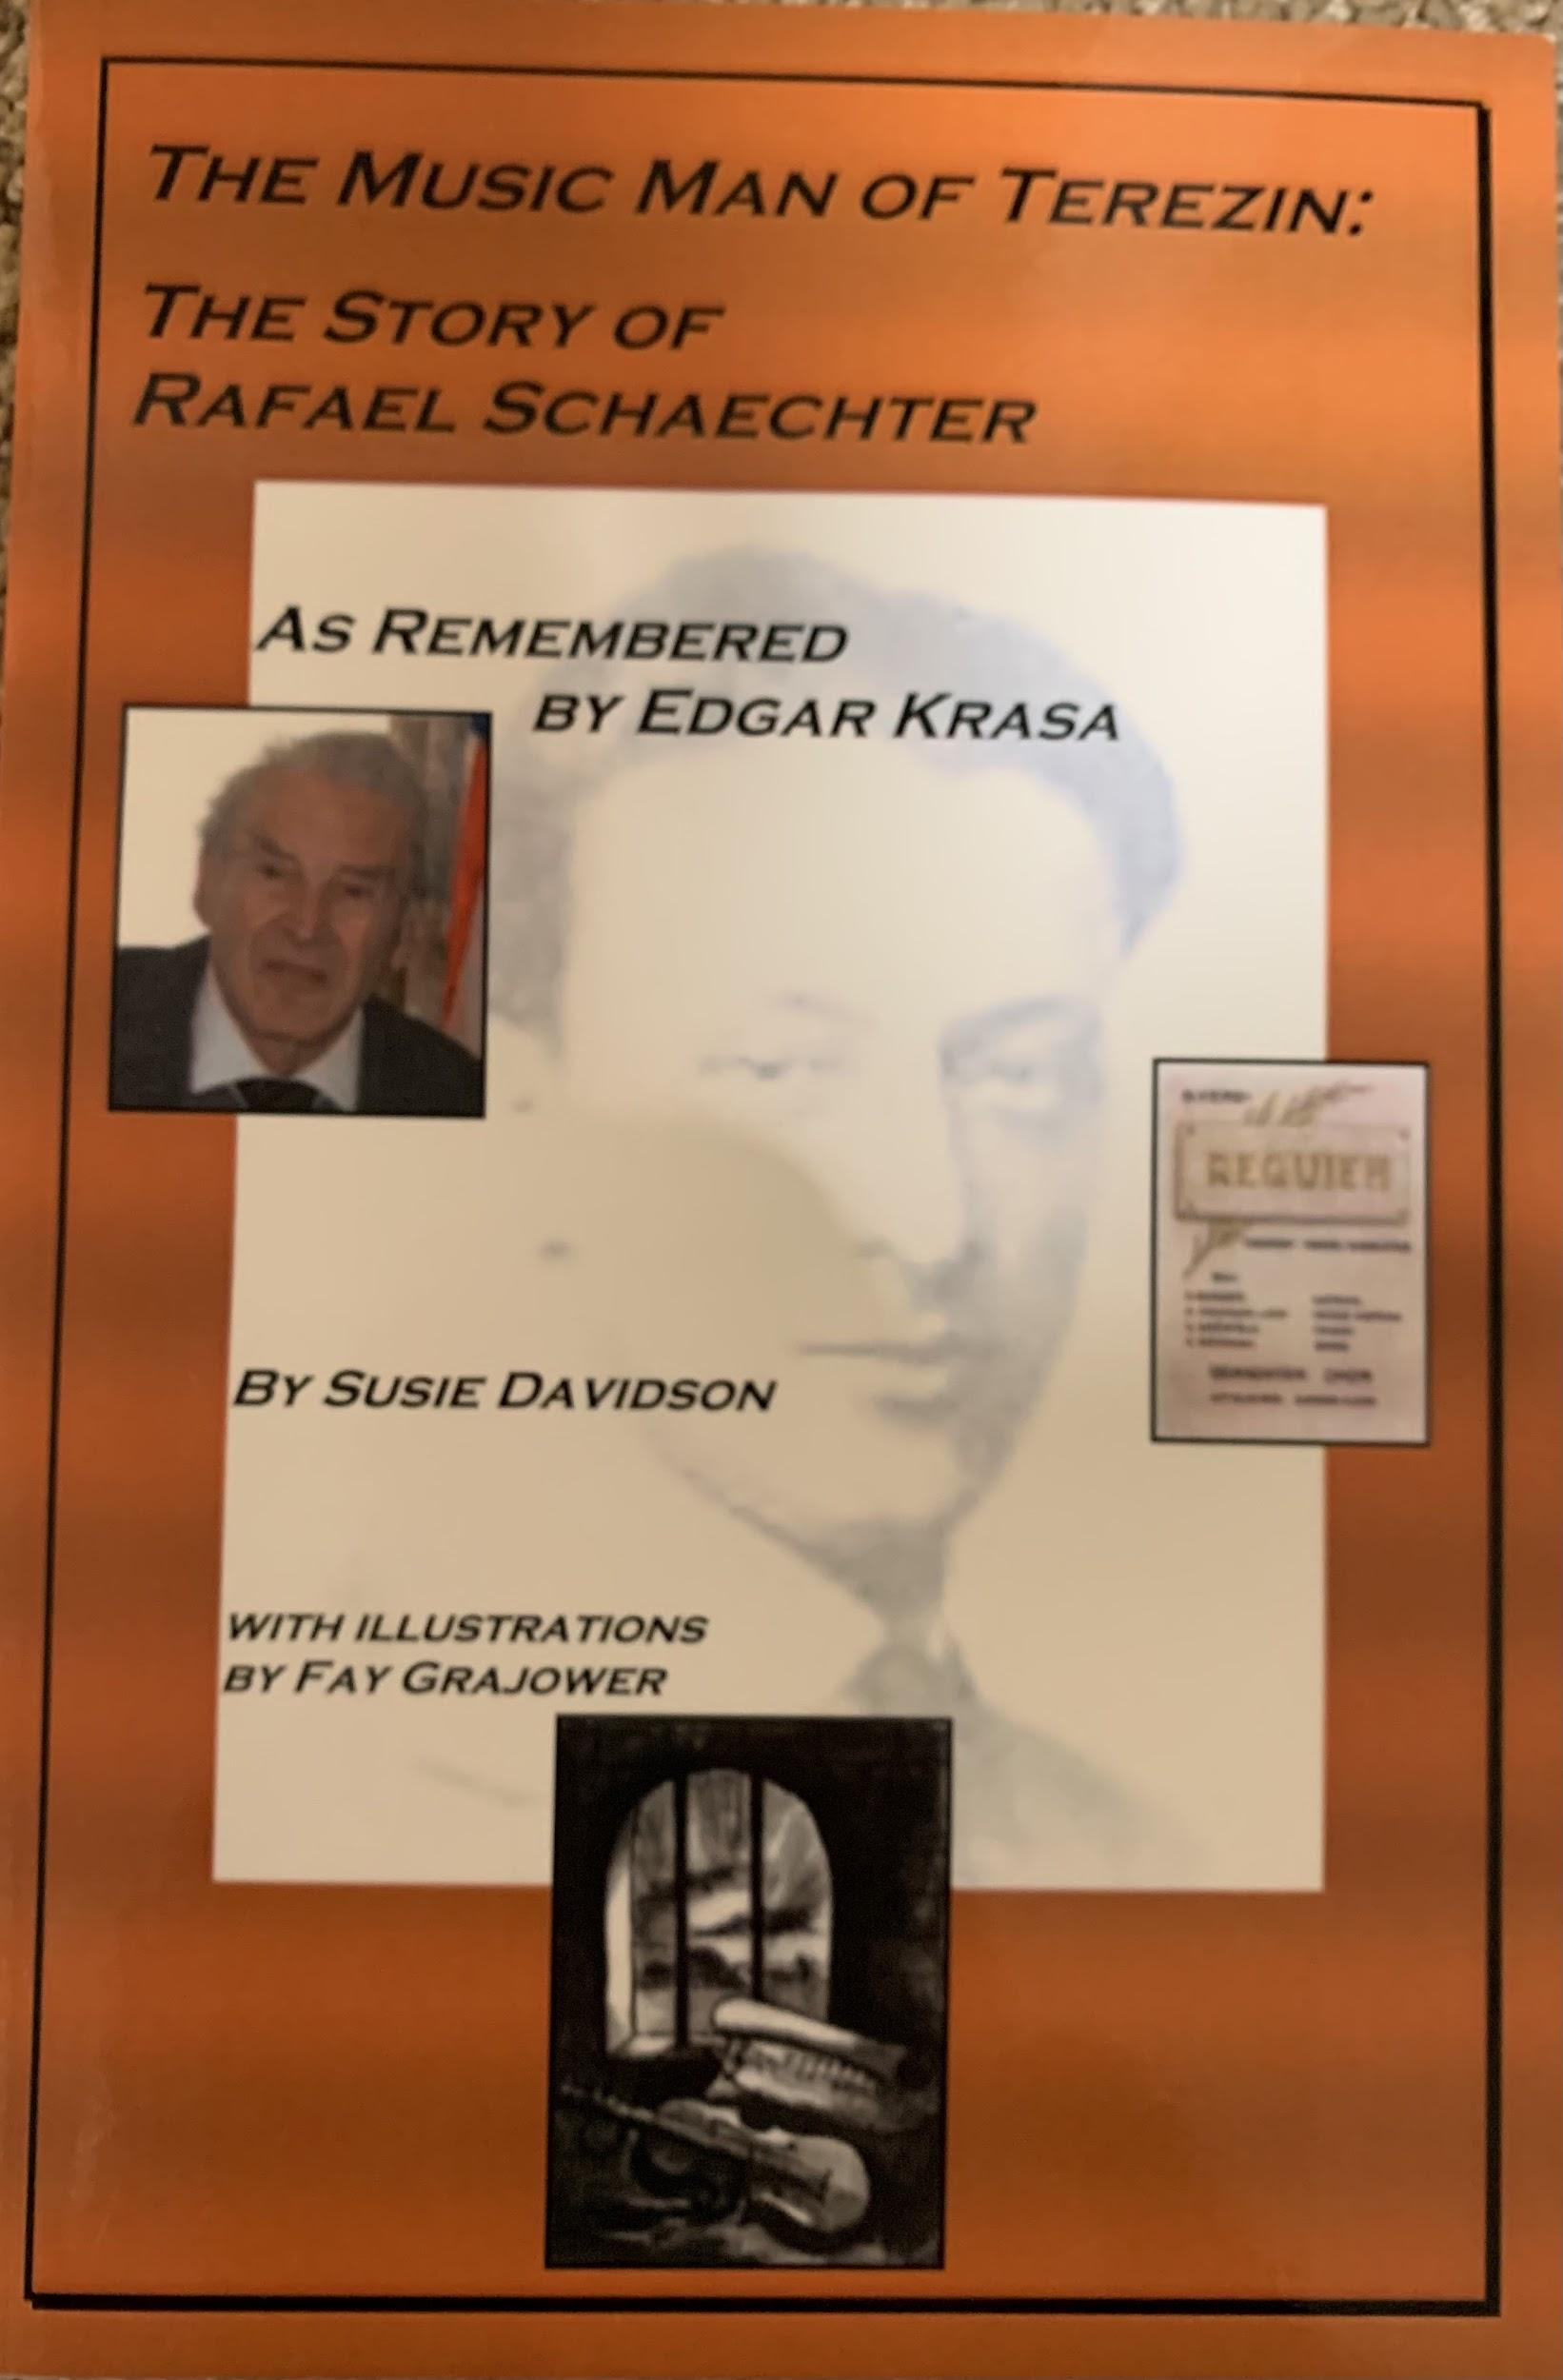 THE MUSIC MAN OF TEREZIN:
THE STORY OF
RAFAEL SCHAECHTER
AS REMEMBERED
BY EDGAR KRASA
REQUIEM
BY SUSIE DAVIDSON
WITH ILLUSTRATIONS
BY FAY GRAJOWER